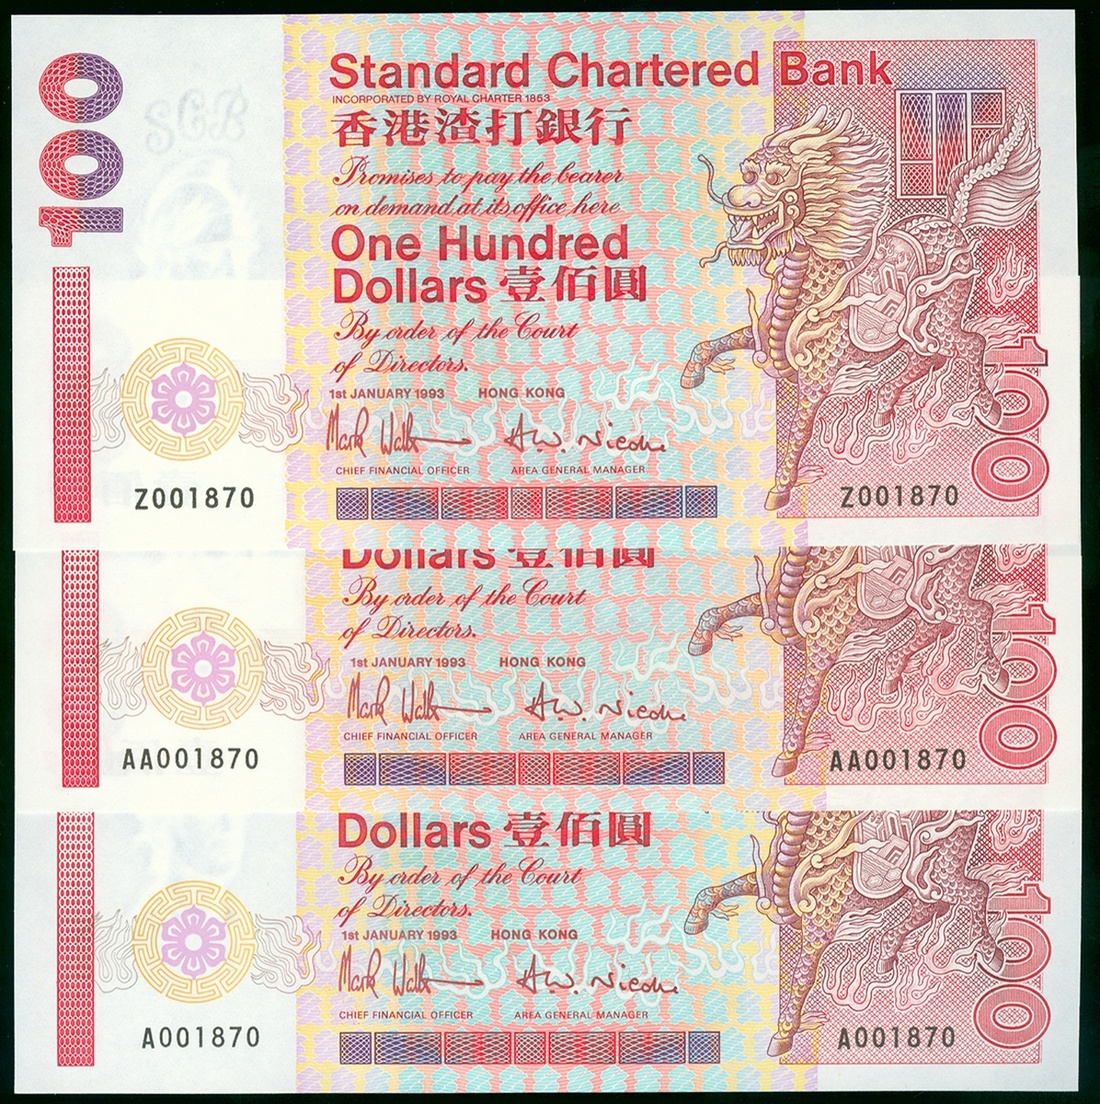 100
SCB
Standard Chartered Bank
INCORPORATED BY ROYAL CHARTER 1853
香港渣打銀行
Promises to pay the bearer
on demand at its office here
One Hundred
Dollars 壹佰圓
By order of the Court
of Directors.
1st JANUARY 1993 HONG KONG
CHIEF FINANCIAL OFFICER AREA GENERAL MANAGER
Z001870
Z001870
100
Dollars 壹佰圓
By order of the Court
of Directors.
1st JANUARY 1993 HONG KONG
CHIEF FINANCIAL OFFICER AREA GENERAL MANAGER
AA001870
AA001870
100
Dollars 壹佰圓
By order of the Court
of Directors.
1st JANUARY 1993 HONG KONG
CHIEF FINANCIAL OFFICER AREA GENERAL MANAGER
A001870
A001870
100